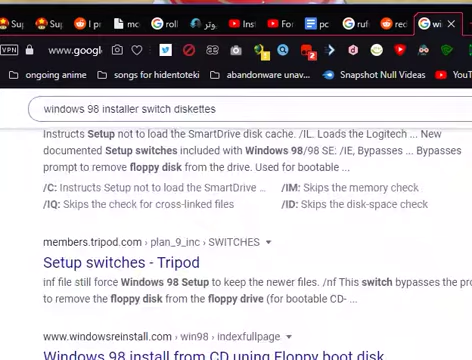 Sup
Sup
I p
mo
roll
وتر
Inst
For
pc
ruf
red
wi
VPN
www.googl
1
2
ongoing anime
songs for hidentoteki
abandonware unav...
Snapshot Null Videos
YouT
windows 98 installer switch diskettes
Instructs Setup not to load the SmartDrive disk cache. /IL. Loads the Logitech ... New
documented Setup switches included with Windows 98/98 SE: /IE, Bypasses ... Bypasses
prompt to remove floppy disk from the drive. Used for bootable ...
/C: Instructs Setup not to load the SmartDrive ...
/IM: Skips the memory check
/IQ: Skips the check for cross-linked files
/ID: Skips the disk-space check
members.tripod.com › plan_9_inc › SWITCHES
Setup switches - Tripod
inf file still force Windows 98 Setup to keep the newer files. /nf This switch bypasses the pro
to remove the floppy disk from the floppy drive (for bootable CD- ...
www.windowsreinstall.com › win98 › indexfullpage
Windows 98 install from CD using Floppy boot disk